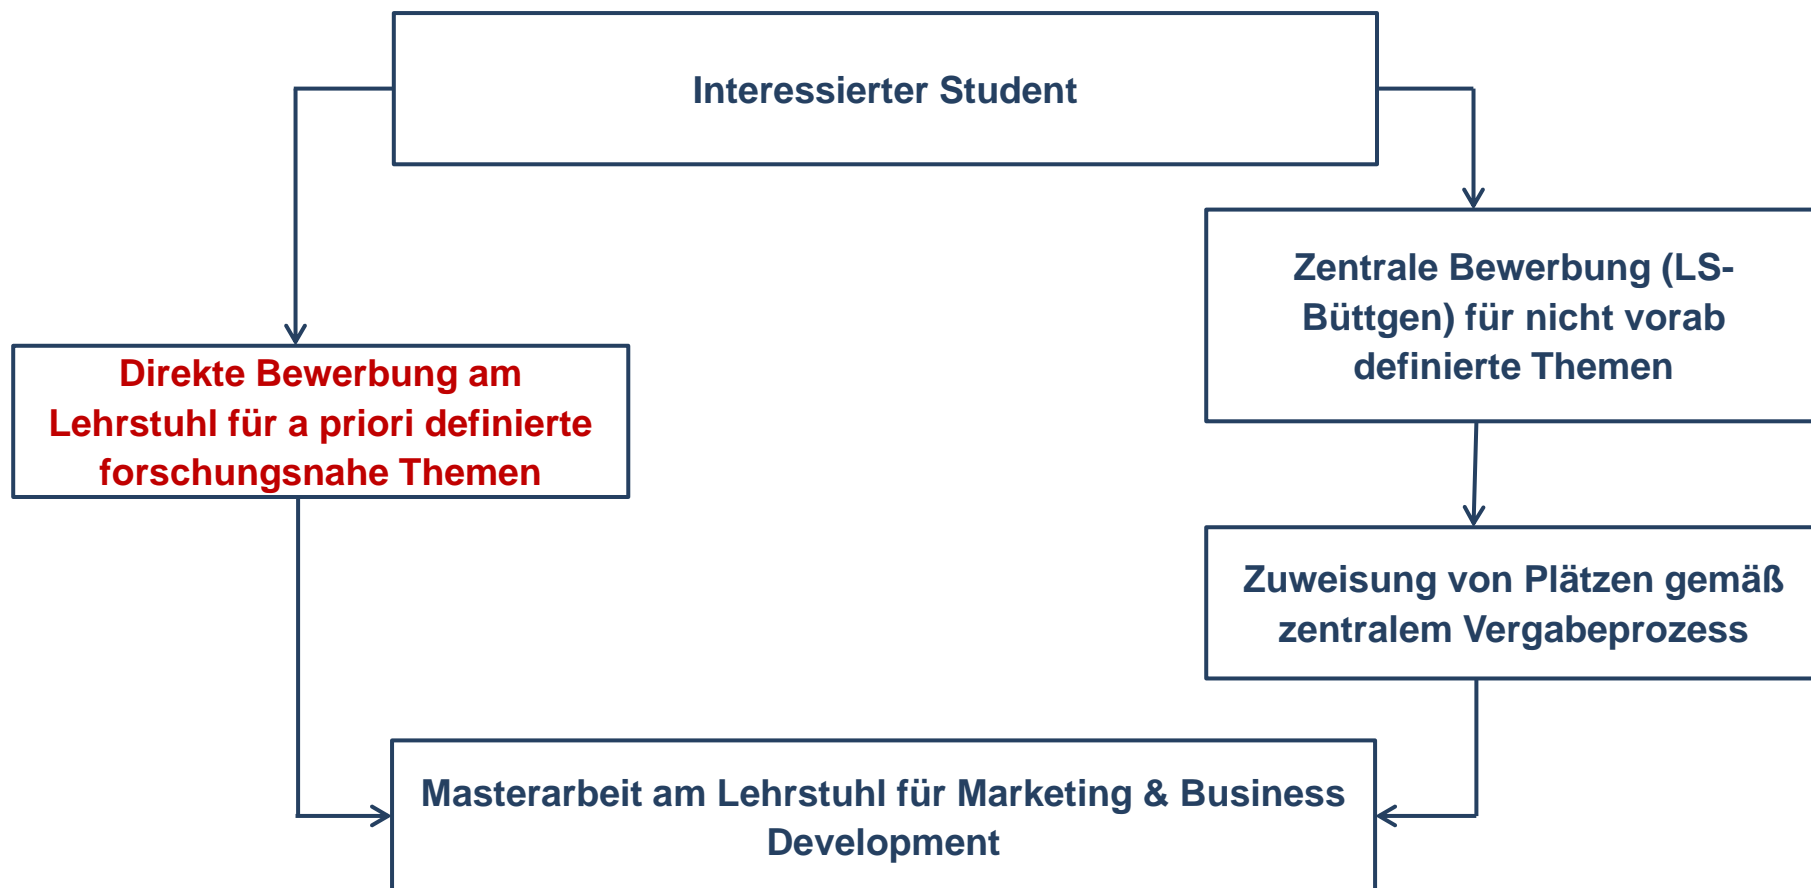 Interessierter Student
Zentrale Bewerbung (LS-
Büttgen) für nicht vorab
definierte Themen
Direkte Bewerbung am
Lehrstuhl für a priori definierte
forschungsnahe Themen
Zuweisung von Plätzen gemäß
zentralem Vergabeprozess
Masterarbeit am Lehrstuhl für Marketing & Business
Development